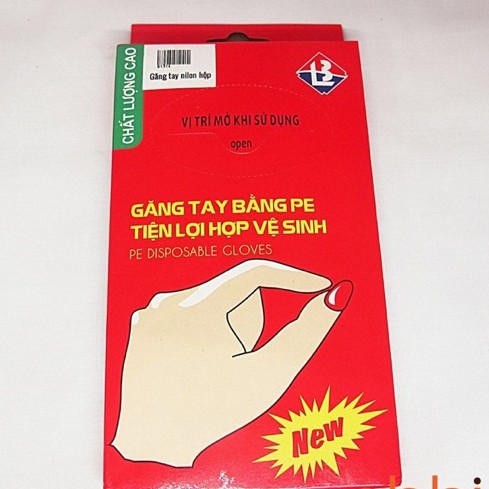 CHẤT LƯỢNG CAO
Găng tay nilon hộp
VỊ TRÍ MỞ KHI SỬ DỤNG
open
GĂNG TAY BẰNG PE
TIỆN LỢI HỢP VỆ SINH
PE DISPOSABLE GLOVES
New